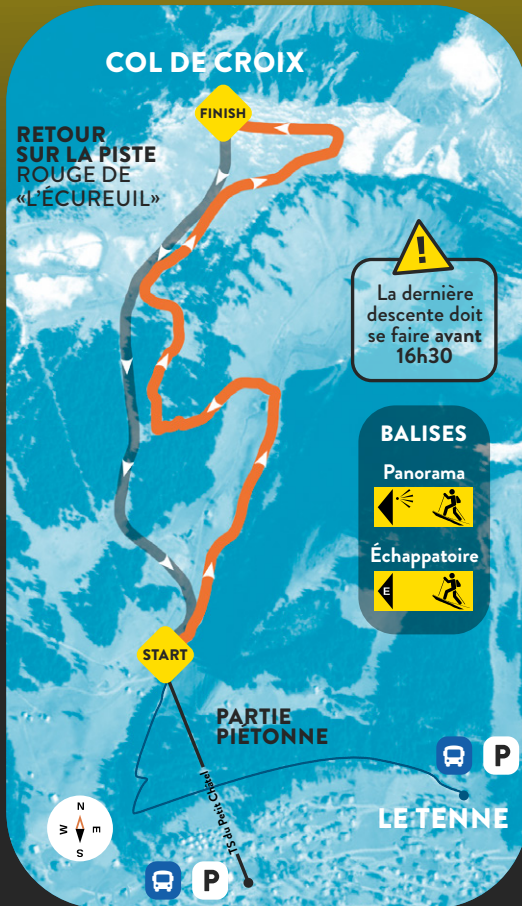 COL DE CROIX
FINISH
RETOUR
SUR LA PISTE
ROUGE DE
«L'ÉCUREUIL»
!
La dernière
descente doit
se faire avant
16h30
BALISES
Panorama
Échappatoire
E
START
PARTIE
PIÉTONNE
P
LE TENNE
TS du Petit Châtel
N
W E
S
P